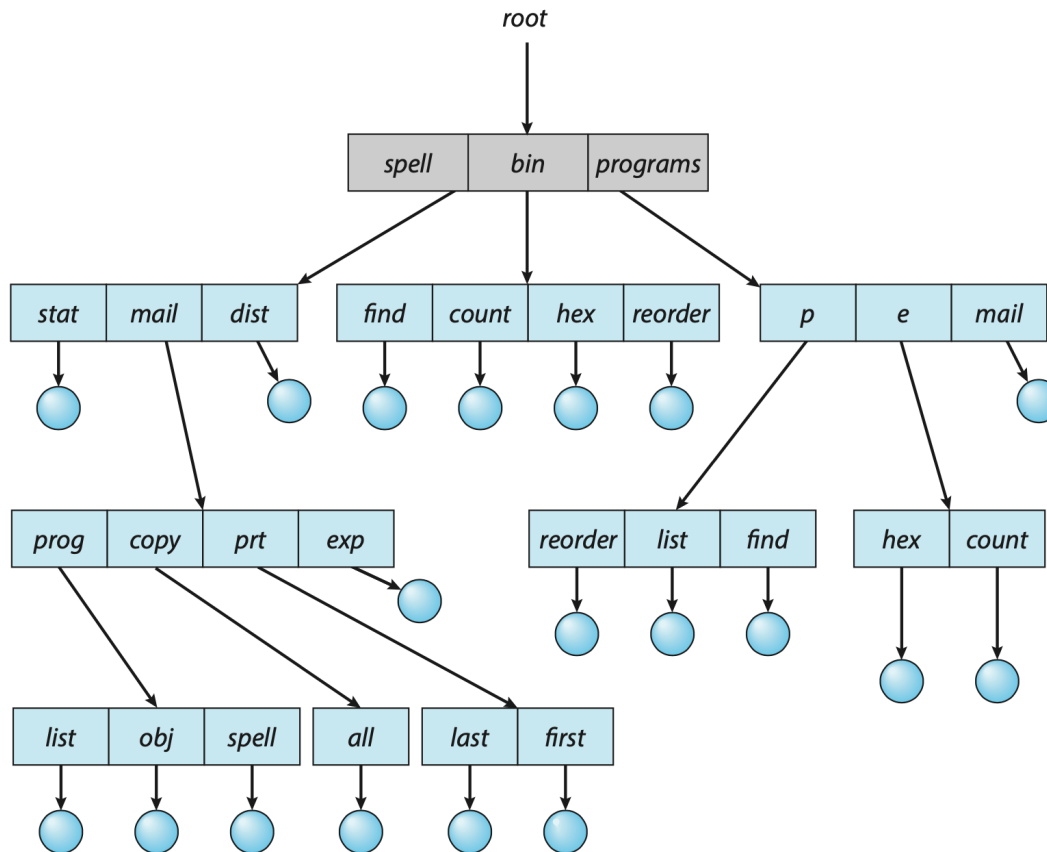 root
spell bin programs
stat mail dist find count hex reorder p e mail
prog copy prt exp reorder list find hex count
list obj spell all last first